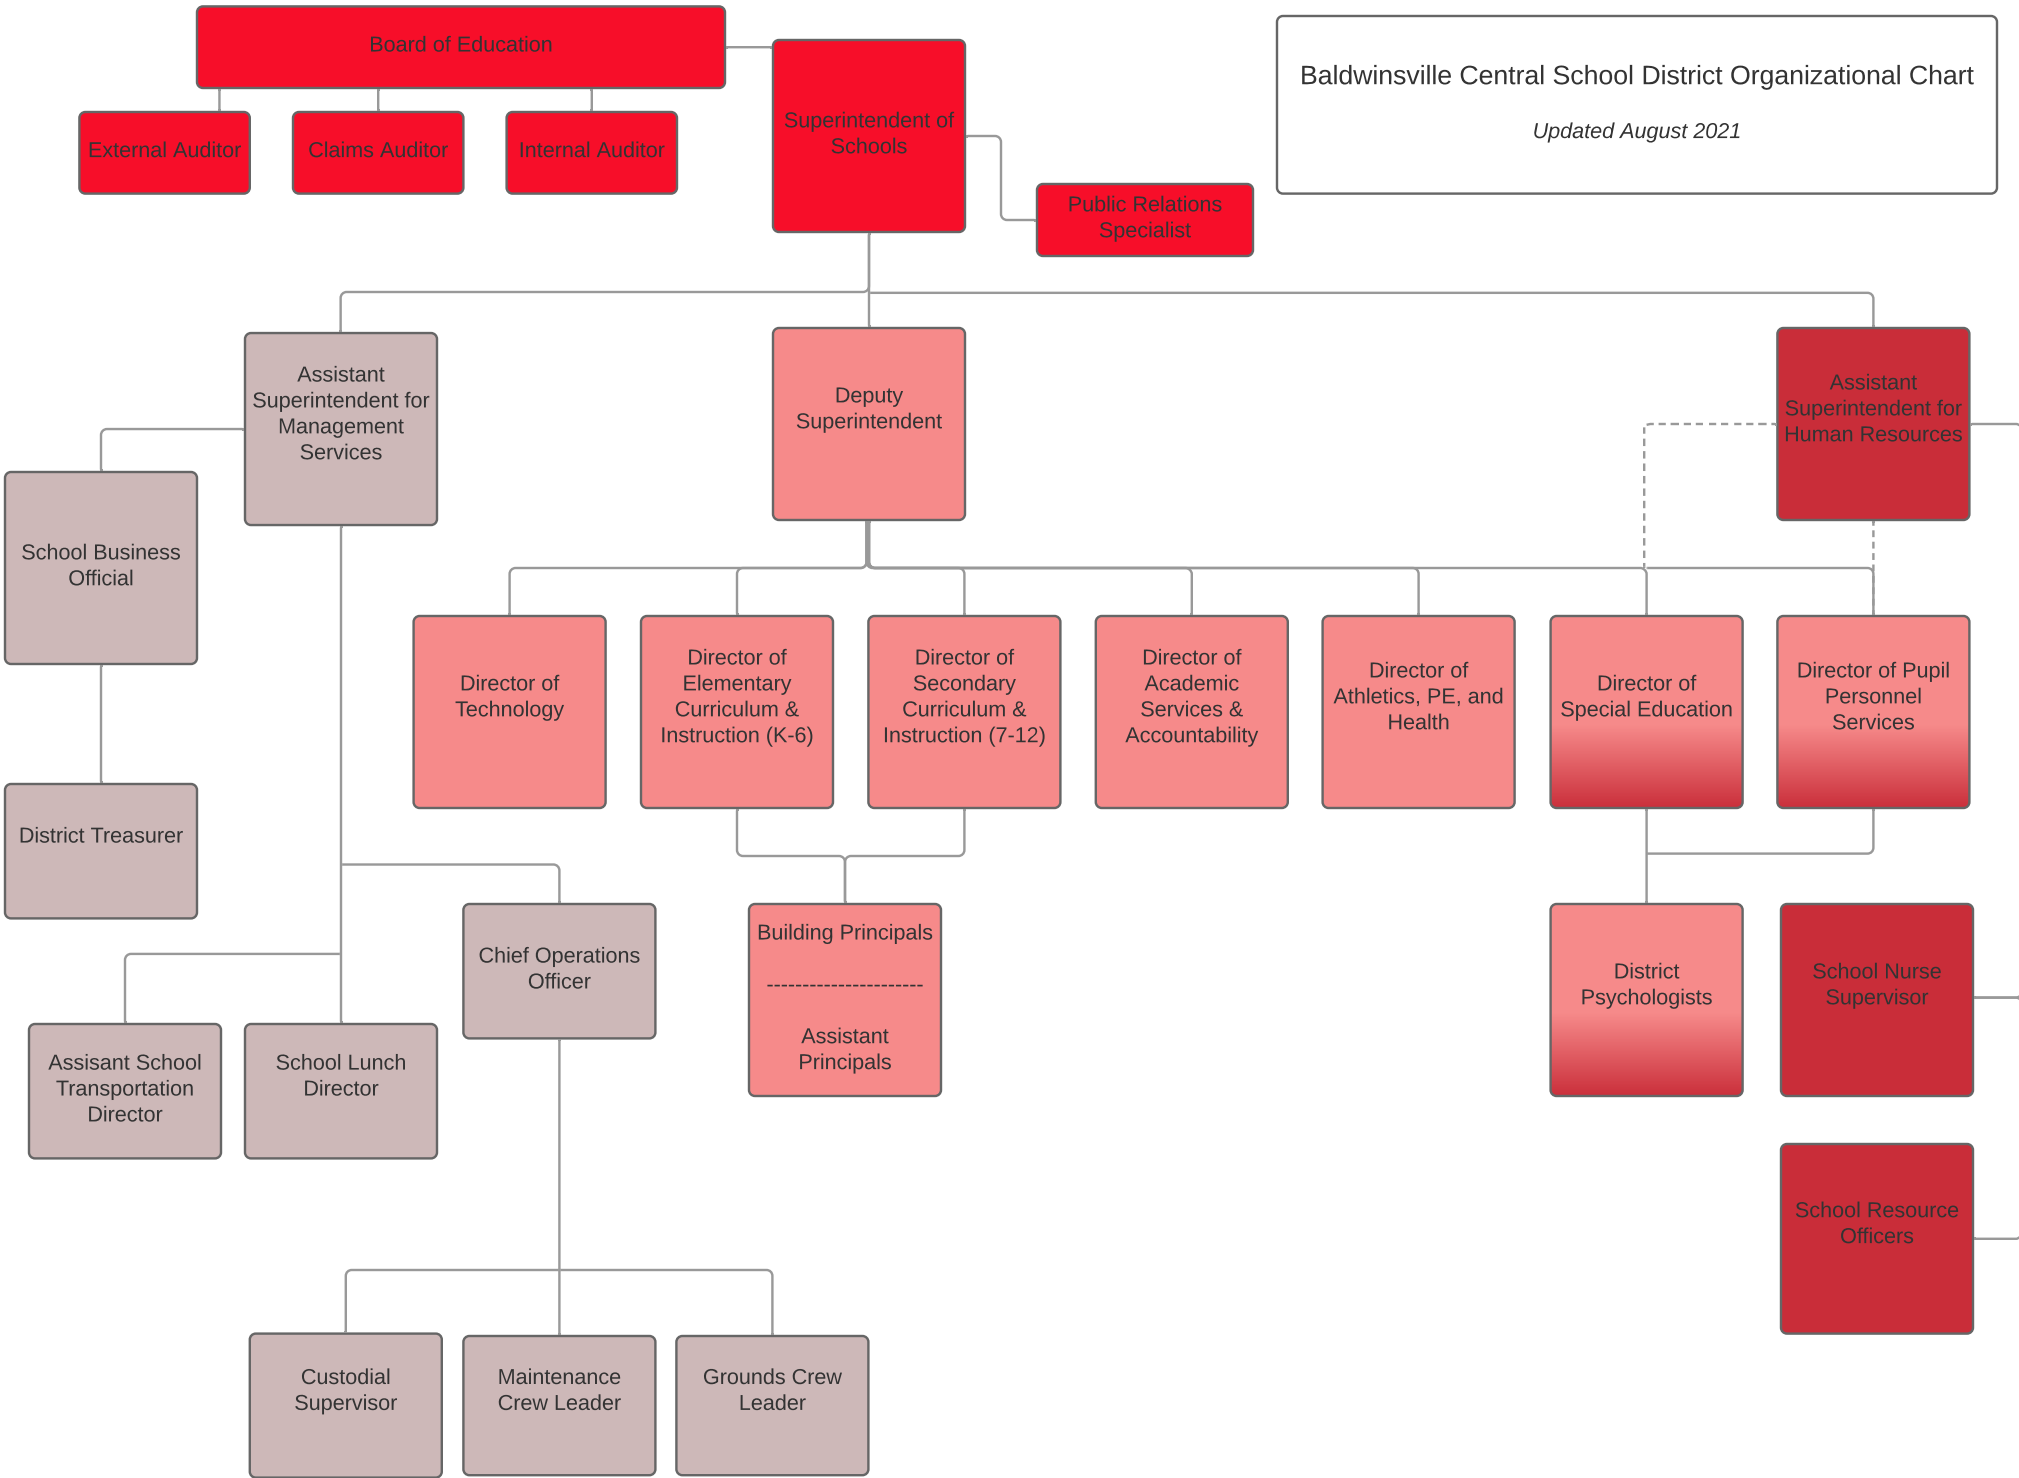 Board of Education
External Auditor
Claims Auditor
Internal Auditor
Superintendent of
Schools
Public Relations
Specialist
Baldwinsville Central School District Organizational Chart
Updated August 2021
Assistant
Superintendent for
Management
Services
Deputy
Superintendent
Assistant
Superintendent for
Human Resources
School Business
Official
District Treasurer
Director of
Technology
Director of
Elementary
Curriculum &
Instruction (K-6)
Director of
Secondary
Curriculum &
Instruction (7-12)
Director of
Academic
Services &
Accountability
Director of
Athletics, PE, and
Health
Director of
Special Education
Director of Pupil
Personnel
Services
Chief Operations
Officer
Building Principals
----------------------
Assistant
Principals
District
Psychologists
School Nurse
Supervisor
Assisant School
Transportation
Director
School Lunch
Director
School Resource
Officers
Custodial
Supervisor
Maintenance
Crew Leader
Grounds Crew
Leader